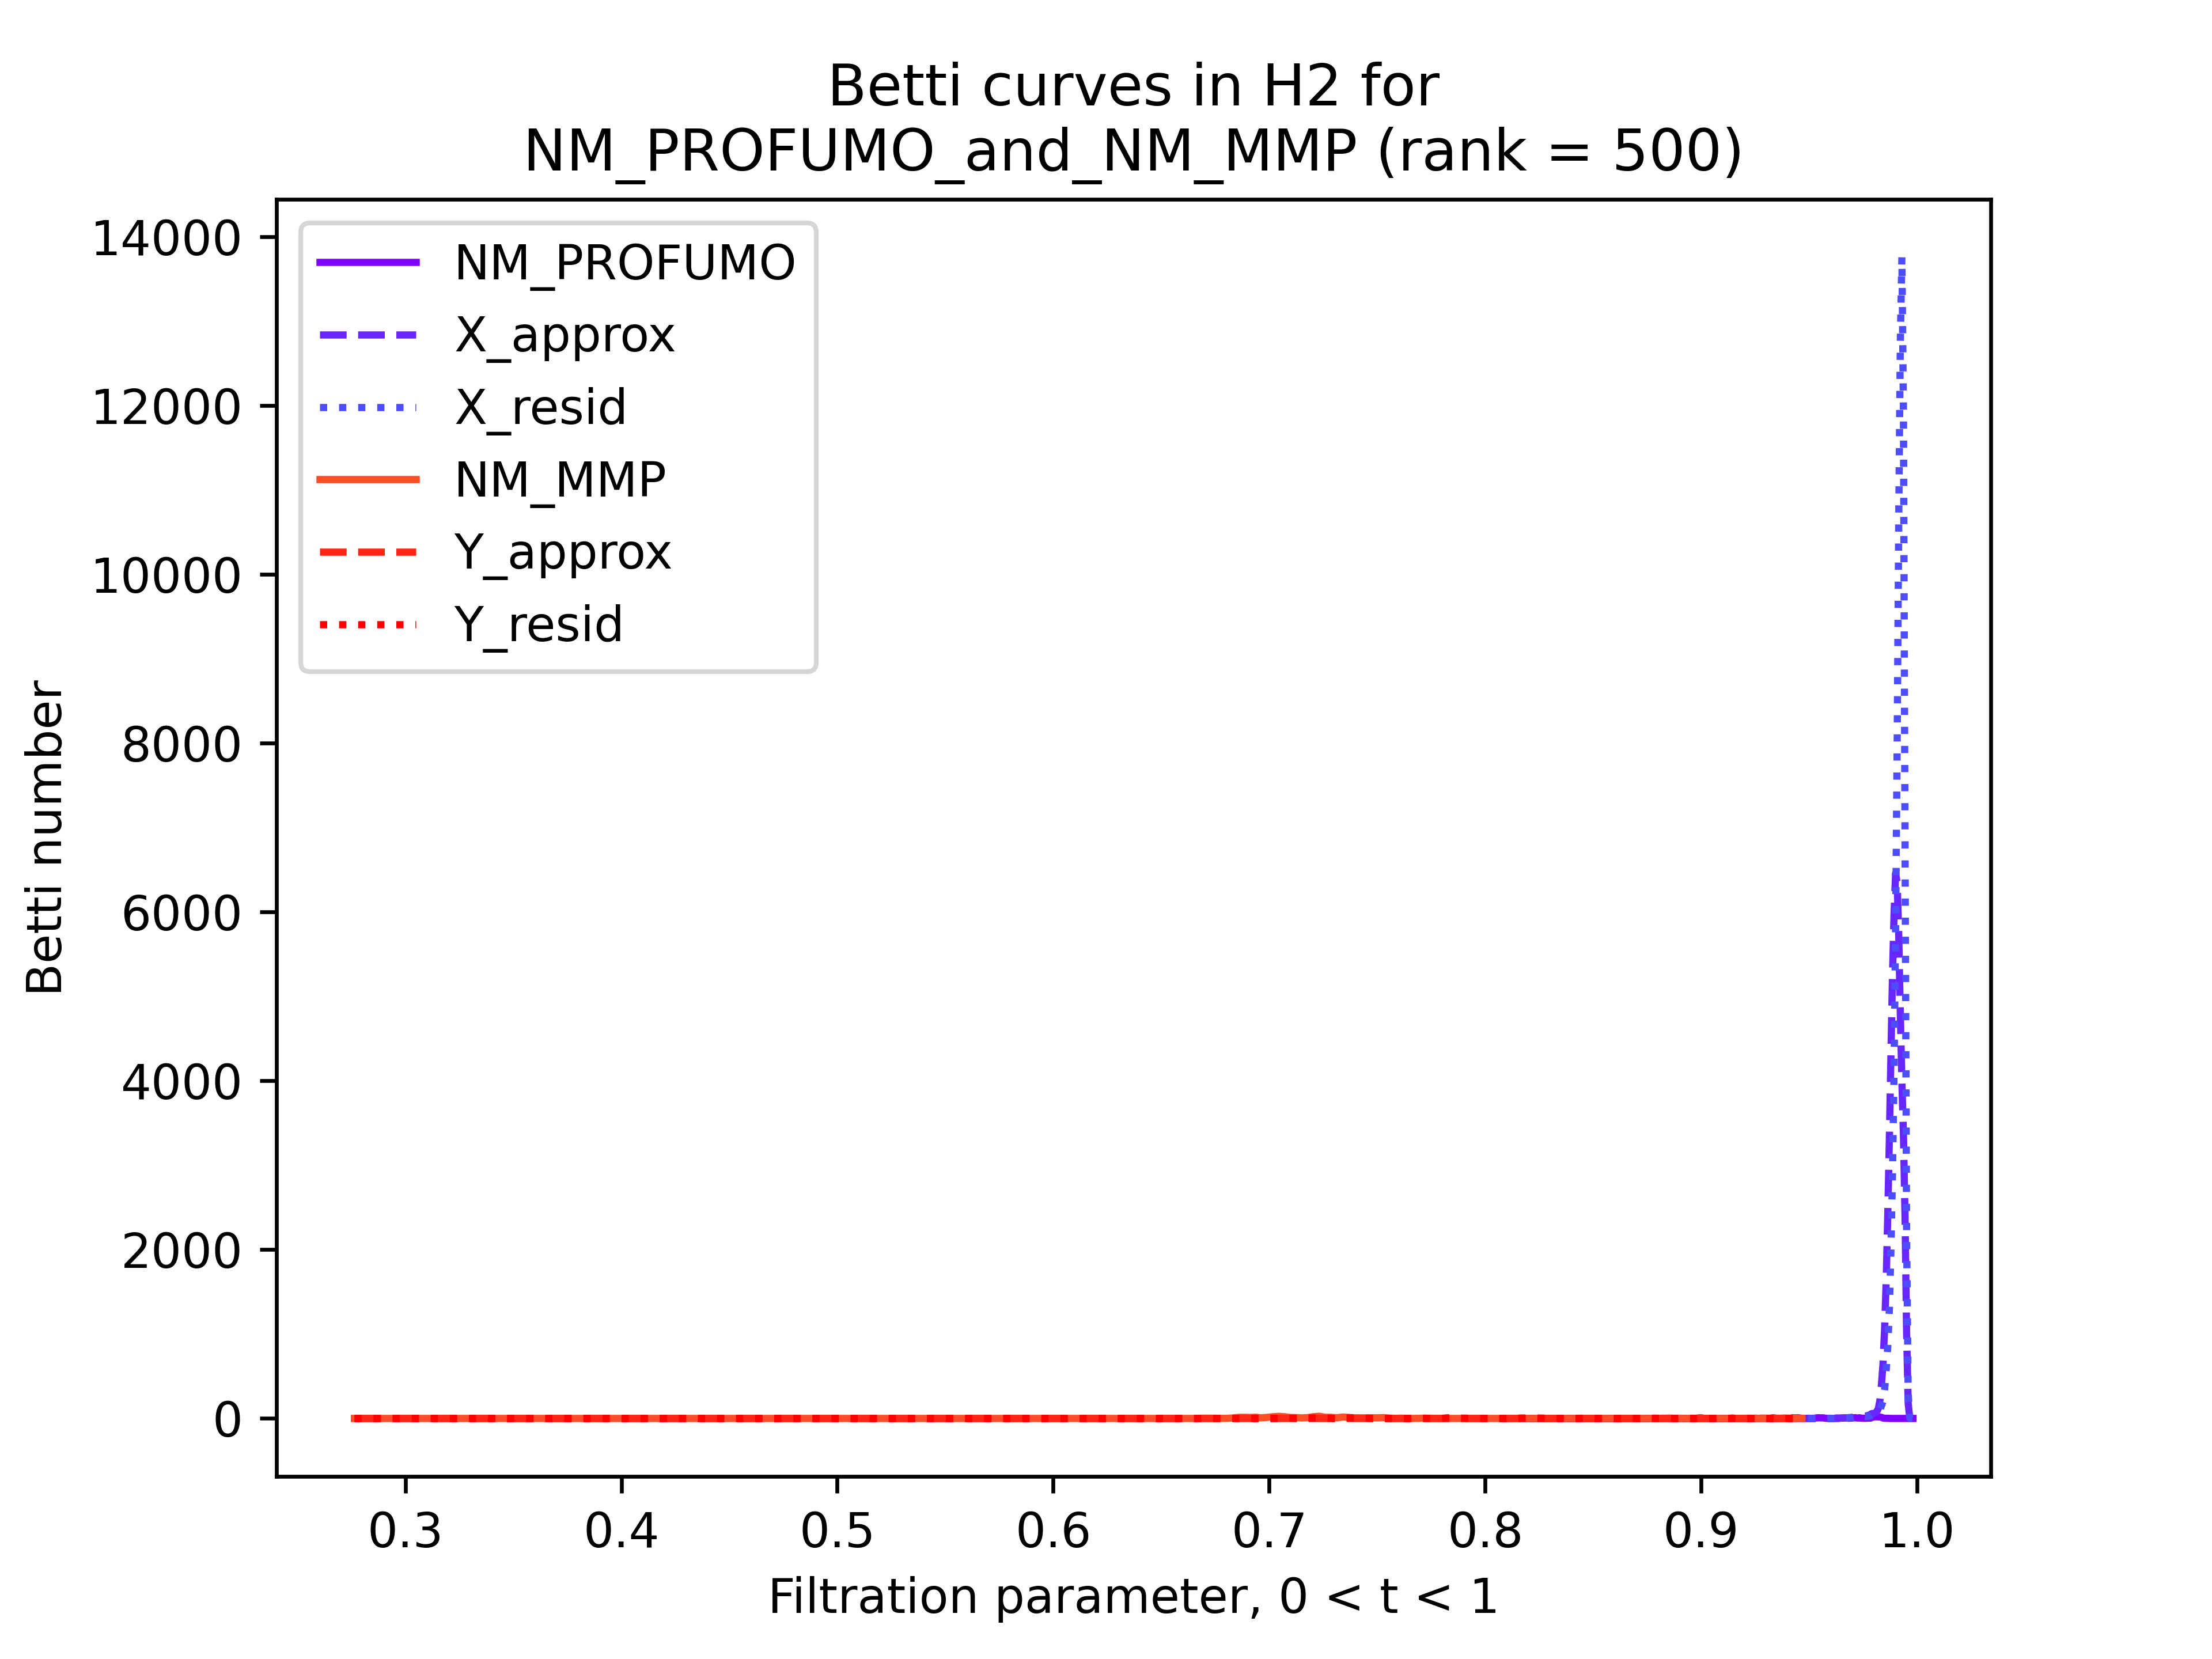 Betti curves in H2 for
NM_PROFUMO_and_NM_MMP (rank = 500)
14000
12000
10000
8000
6000
4000
2000
0
Betti number
NM_PROFUMO
X_approx
X_resid
NM_MMP
Y_approx
Y_resid
0.3 0.4 0.5 0.6 0.7 0.8 0.9 1.0
Filtration parameter, 0 < t < 1